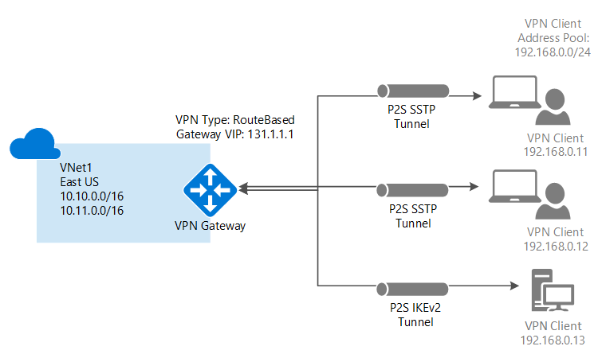 VPN Client
Address Pool:
192.168.0.0/24
VPN Type: RouteBased
Gateway VIP: 131.1.1.1
P2S SSTP
Tunnel
VPN Client
192.168.0.11
VNet1
East US
10.10.0.0/16
10.11.0.0/16
VPN Gateway
P2S SSTP
Tunnel
VPN Client
192.168.0.12
P2S IKEv2
Tunnel
VPN Client
192.168.0.13